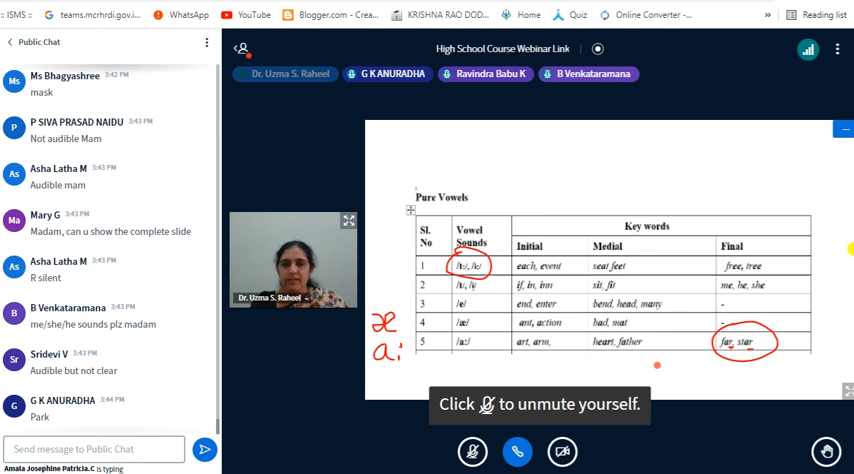 :: ISMS ::
teams.mcrhrdi.gov.i...
WhatsApp
YouTube
Blogger.com - Crea...
KRISHNA RAO DOD...
Home
Quiz
Online Converter -...
»
Reading list
Public Chat
Ms
Ms Bhagyashree 3:42 PM
mask
P
P SIVA PRASAD NAIDU 3:43 PM
Not audible Mam
As
Asha Latha M 3:43 PM
Audible mam
Ma
Mary G 3:43 PM
Madam, can u show the complete slide
As
Asha Latha M 3:43 PM
R silent
B
B Venkataramana 3:43 PM
me/she/he sounds plz madam
Sr
Sridevi V 3:43 PM
Audible but not clear
G
G K ANURADHA 3:44 PM
Park
Send message to Public Chat
Amala Josephine Patricia.C is typing
High School Course Webinar Link
Dr. Uzma S. Raheel
G K ANURADHA
Ravindra Babu K
B Venkataramana
Dr. Uzma S. Raheel
Pure Vowels
Sl. No Vowel Sounds Key words
Initial Medial Final
1 each, event seat feet free, tree
2 if, in, inn sit, fit me, he, she
3 /e/ end, enter bend, head, many -
4 /æ/ ant, action bad, mat -
5 /a:/ art, arm, heart, father far, star
æ
a:
Click to unmute yourself.